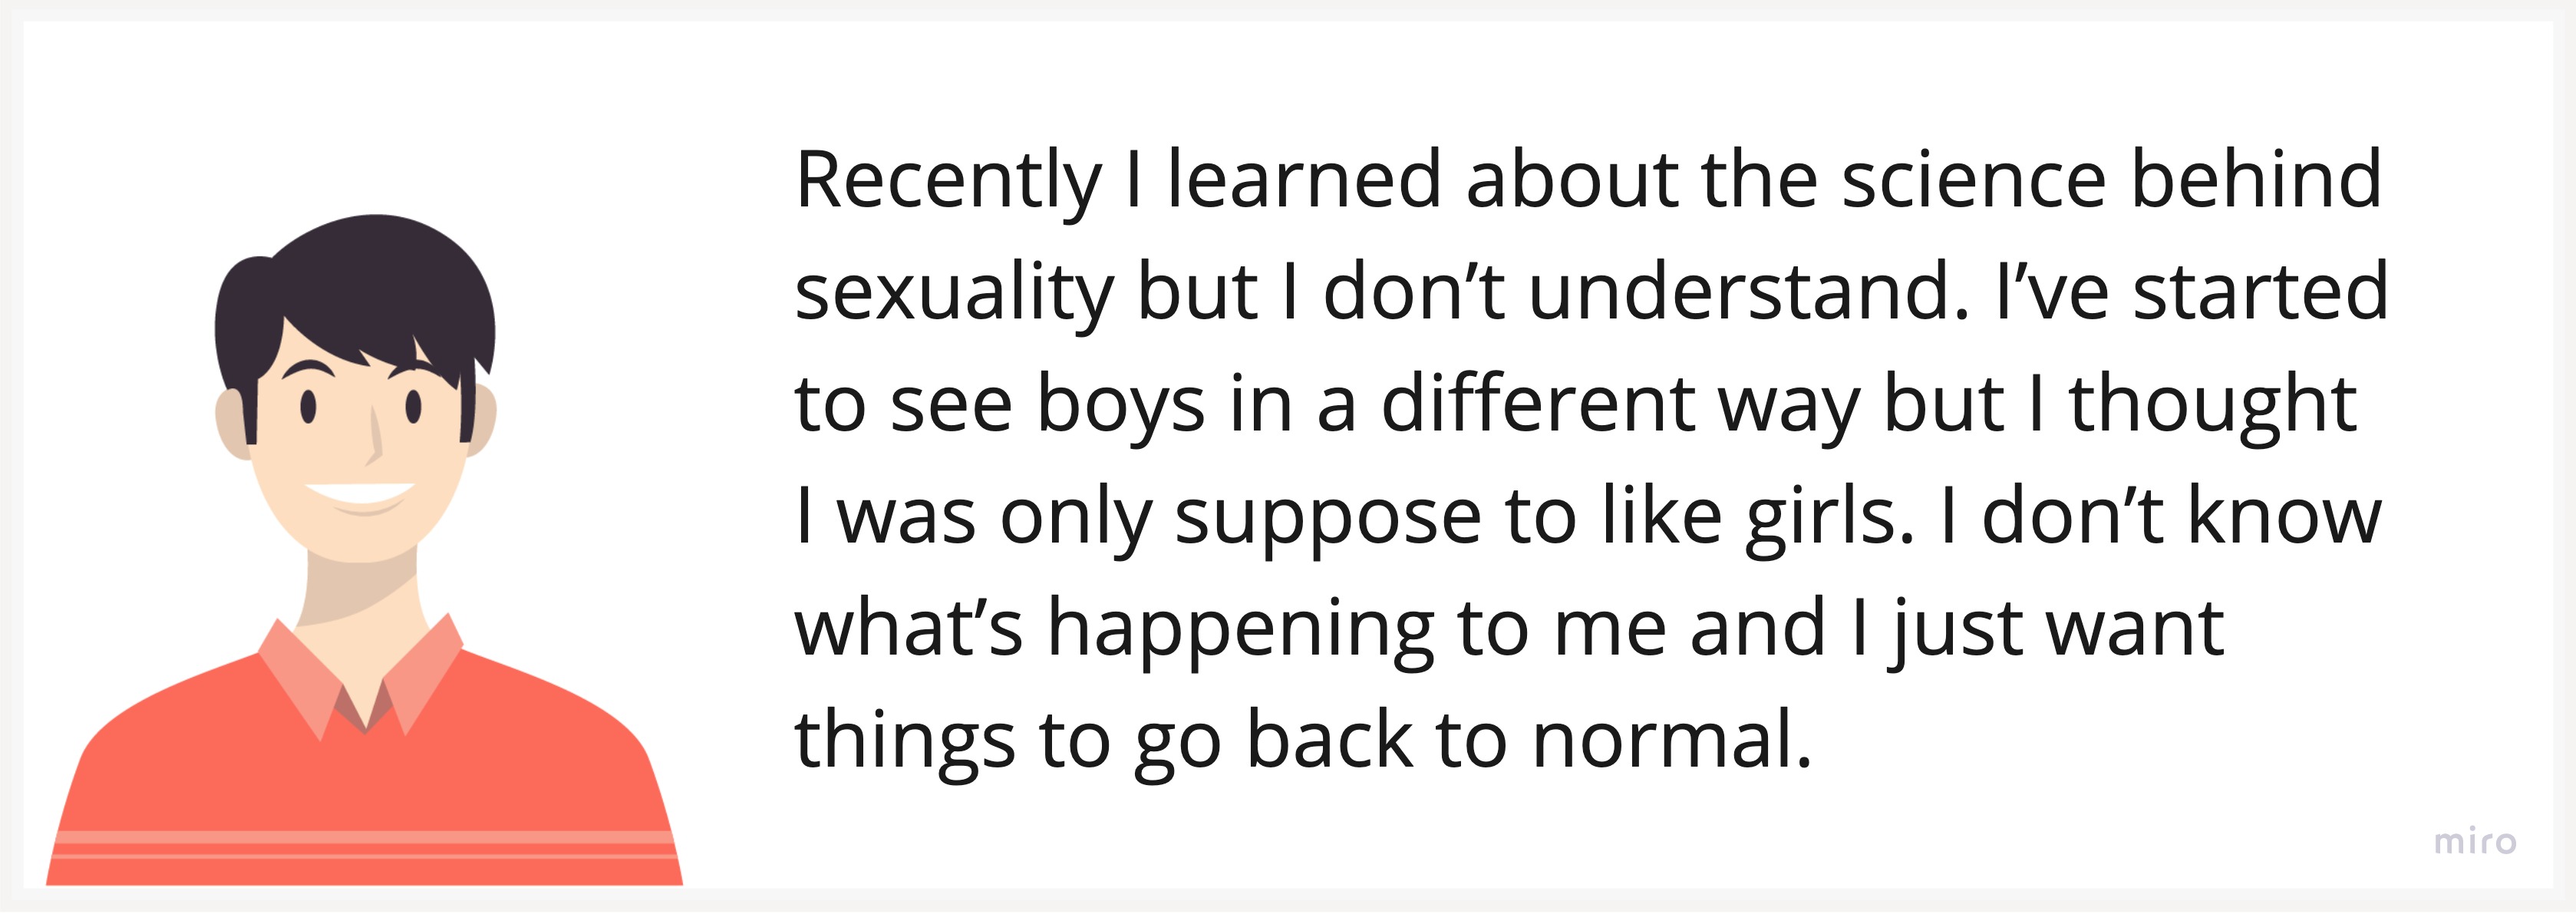 Recently I learned about the science behind
sexuality but I don’t understand. I’ve started
to see boys in a different way but I thought
I was only suppose to like girls. I don’t know
what’s happening to me and I just want
things to go back to normal.
miro